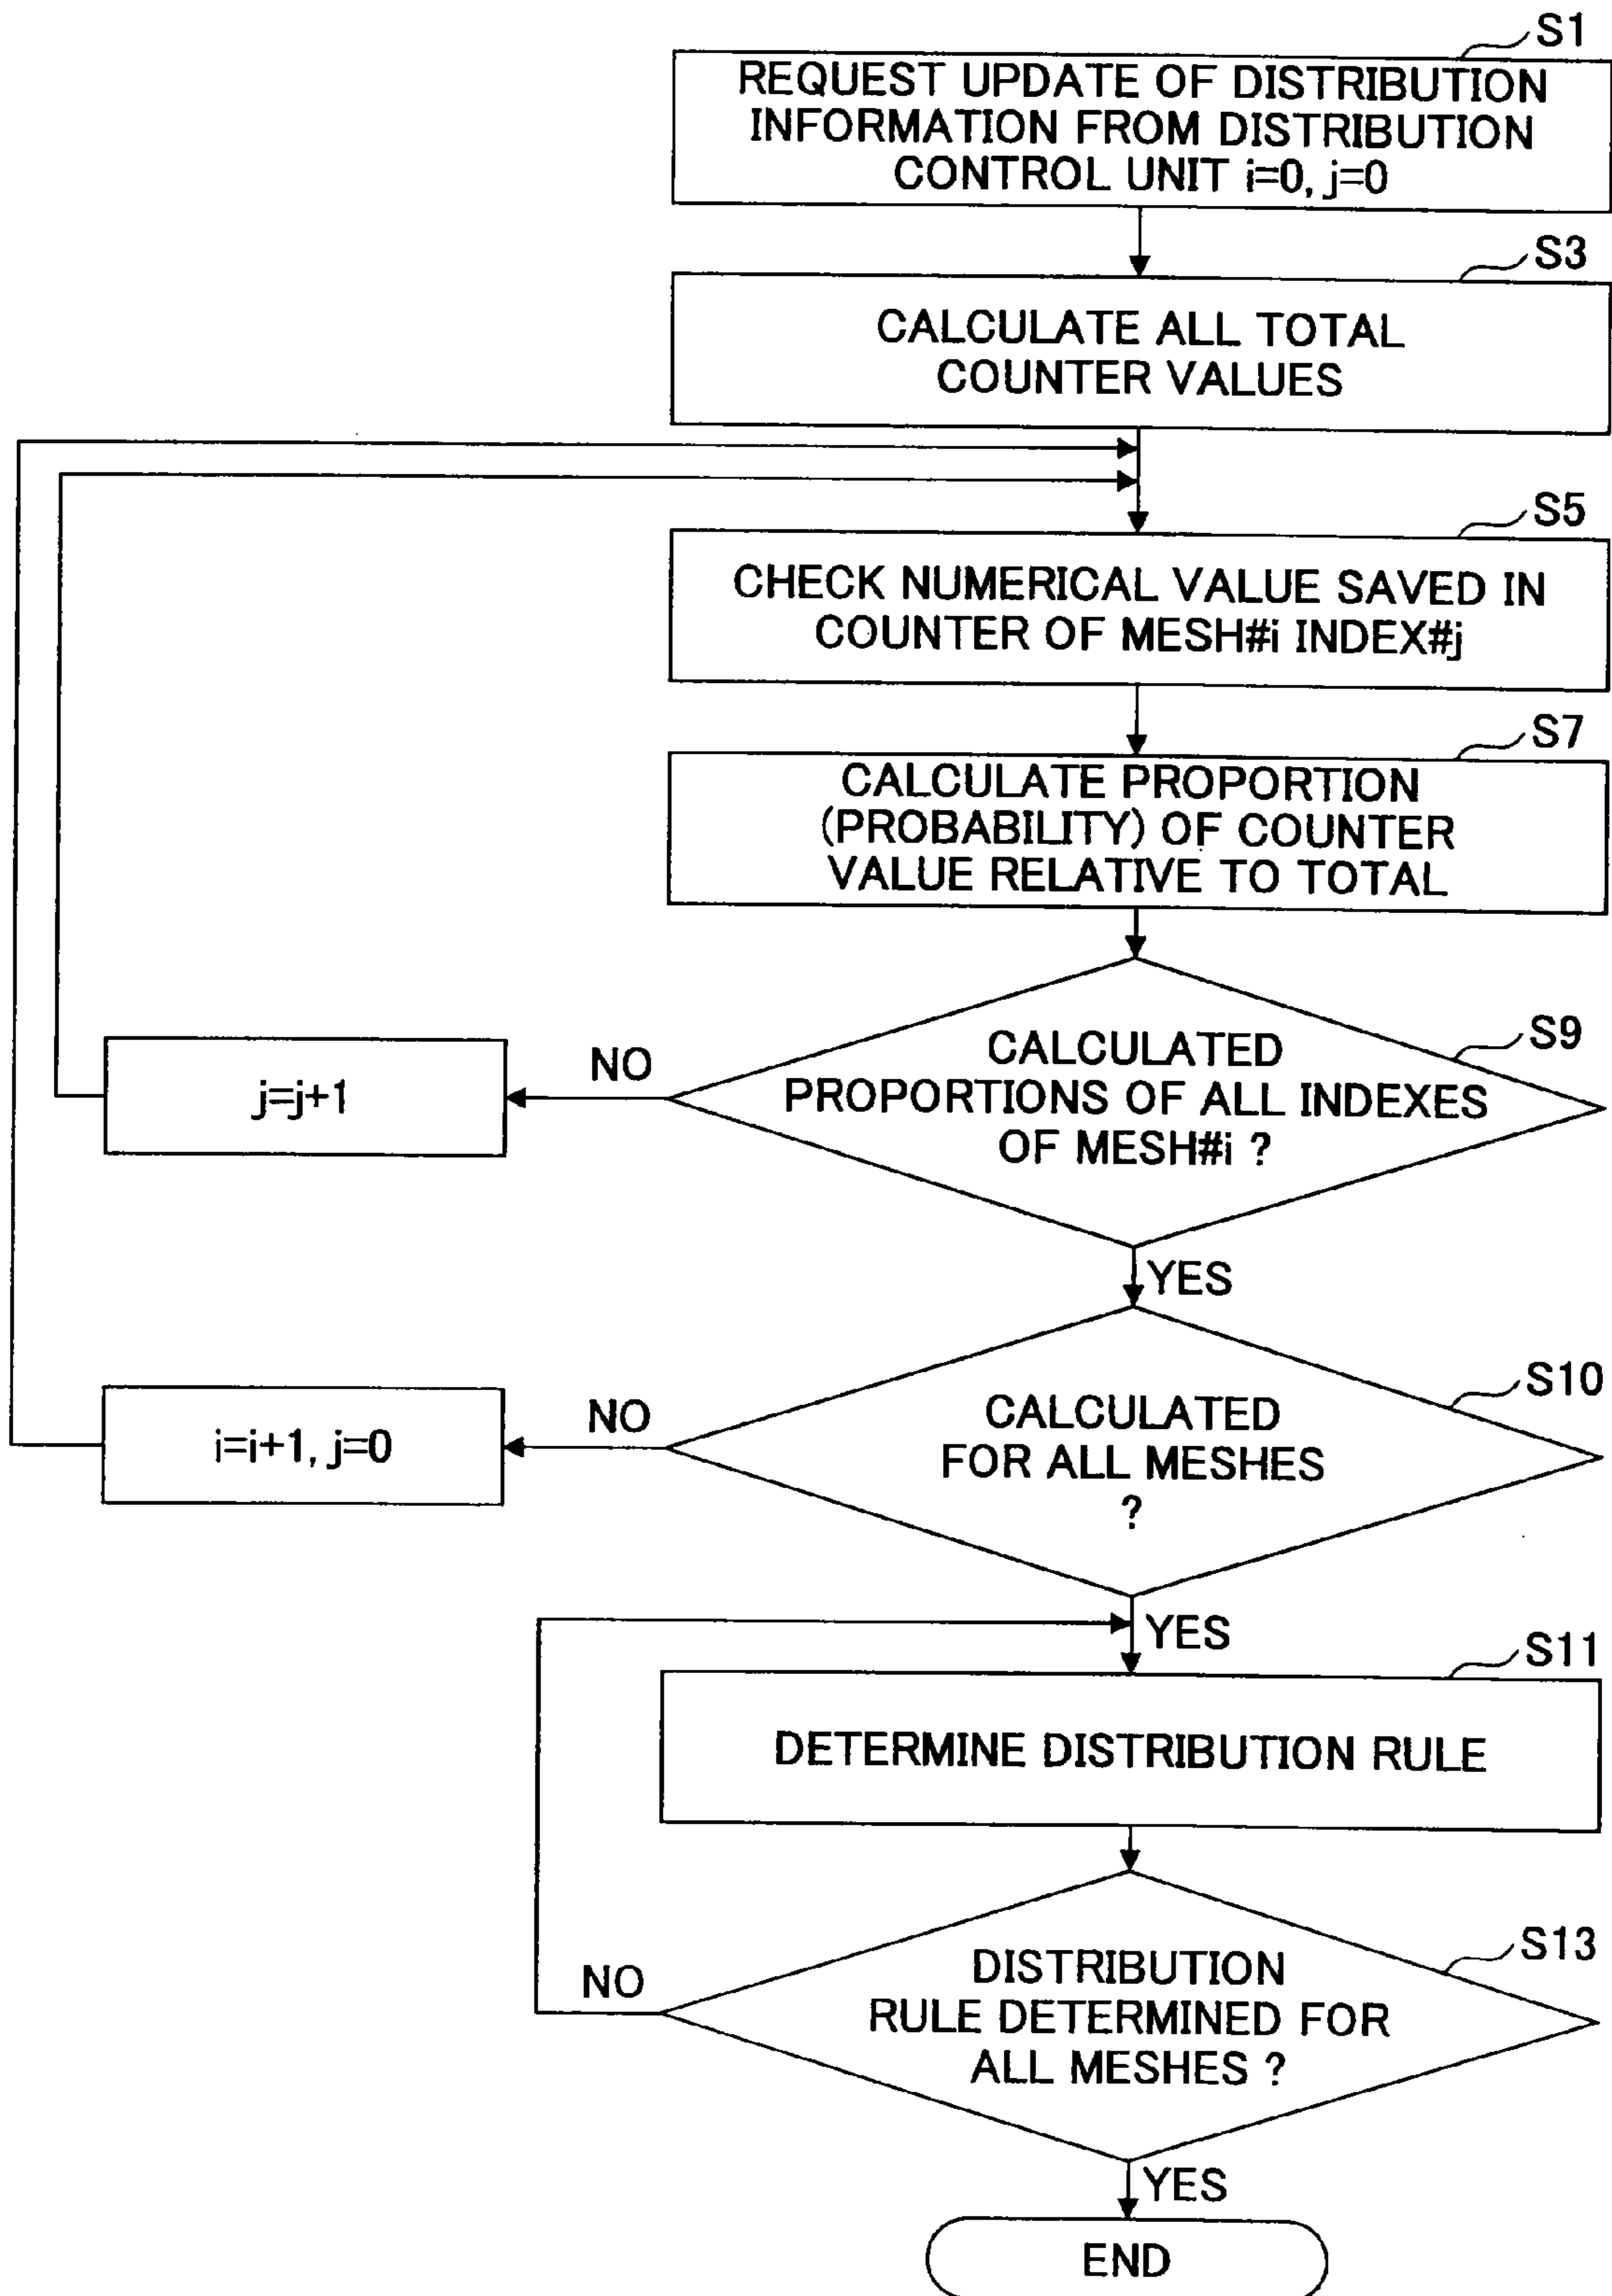 S1
REQUEST UPDATE OF DISTRIBUTION
INFORMATION FROM DISTRIBUTION
CONTROL UNIT i=0, j=0
S3
CALCULATE ALL TOTAL
COUNTER VALUES
S5
CHECK NUMERICAL VALUE SAVED IN
COUNTER OF MESH#i INDEX#j
S7
CALCULATE PROPORTION
(PROBABILITY) OF COUNTER
VALUE RELATIVE TO TOTAL
S9
CALCULATED
PROPORTIONS OF ALL INDEXES
OF MESH#i ?
NO
j=j+1
YES
S10
CALCULATED
FOR ALL MESHES
?
NO
i=i+1, j=0
YES
S11
DETERMINE DISTRIBUTION RULE
S13
DISTRIBUTION
RULE DETERMINED FOR
ALL MESHES ?
NO
YES
END